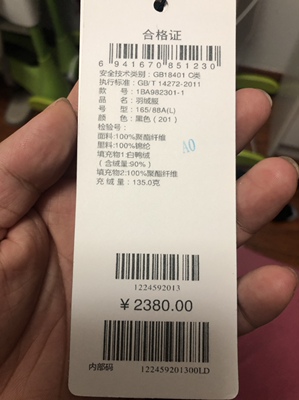 合格证
6941670851230
安全技术类别：GB18401 C类
执行标准：GB/T 14272-2011
款 号：1BA982301-1
品 名：羽绒服
型 号：165/88A(L)
颜 色：黑色 (201)
检验号：
面料:100%聚酯纤维
里料:100%锦纶
填充物1:白鸭绒
(含绒量:90%)
填充物2:100%聚酯纤维
充 绒 量：135.0克
A0
1224592013
￥2380.00
内部码 122459201300LD